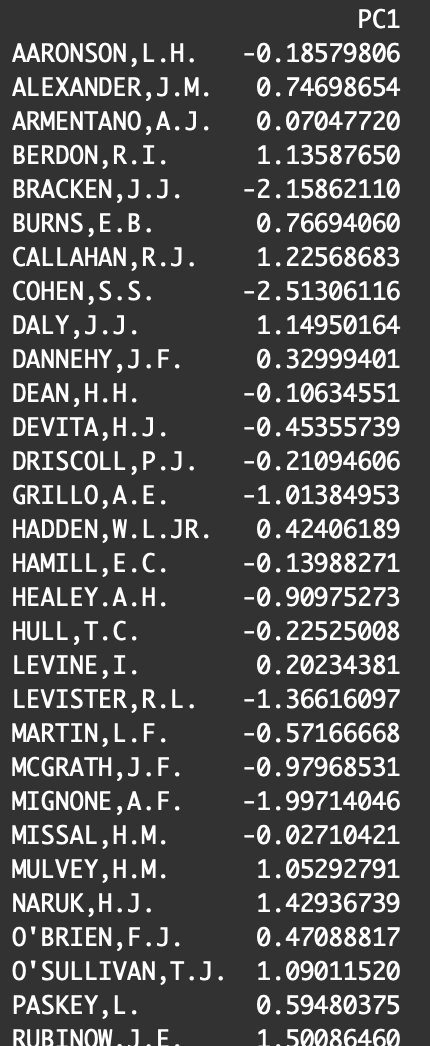 PC1
AARONSON,L.H. -0.18579806
ALEXANDER,J.M. 0.74698654
ARMENTANO,A.J. 0.07047720
BERDON,R.I. 1.13587650
BRACKEN,J.J. -2.15862110
BURNS,E.B. 0.76694060
CALLAHAN,R.J. 1.22568683
COHEN,S.S. -2.51306116
DALY,J.J. 1.14950164
DANNEHY,J.F. 0.32999401
DEAN,H.H. -0.10634551
DEVITA,H.J. -0.45355739
DRISCOLL,P.J. -0.21094606
GRILLO,A.E. -1.01384953
HADDEN,W.L.JR. 0.42406189
HAMILL,E.C. -0.13988271
HEALEY.A.H. -0.90975273
HULL,T.C. -0.22525008
LEVINE,I. 0.20234381
LEVISTER,R.L. -1.36616097
MARTIN,L.F. -0.57166668
MCGRATH,J.F. -0.97968531
MIGNONE,A.F. -1.99714046
MISSAL,H.M. -0.02710421
MULVEY,H.M. 1.05292791
NARUK,H.J. 1.42936739
O'BRIEN,F.J. 0.47088817
O'SULLIVAN,T.J. 1.09011520
PASKEY,L. 0.59480375
RUBINOW,J.E. 1.50086460